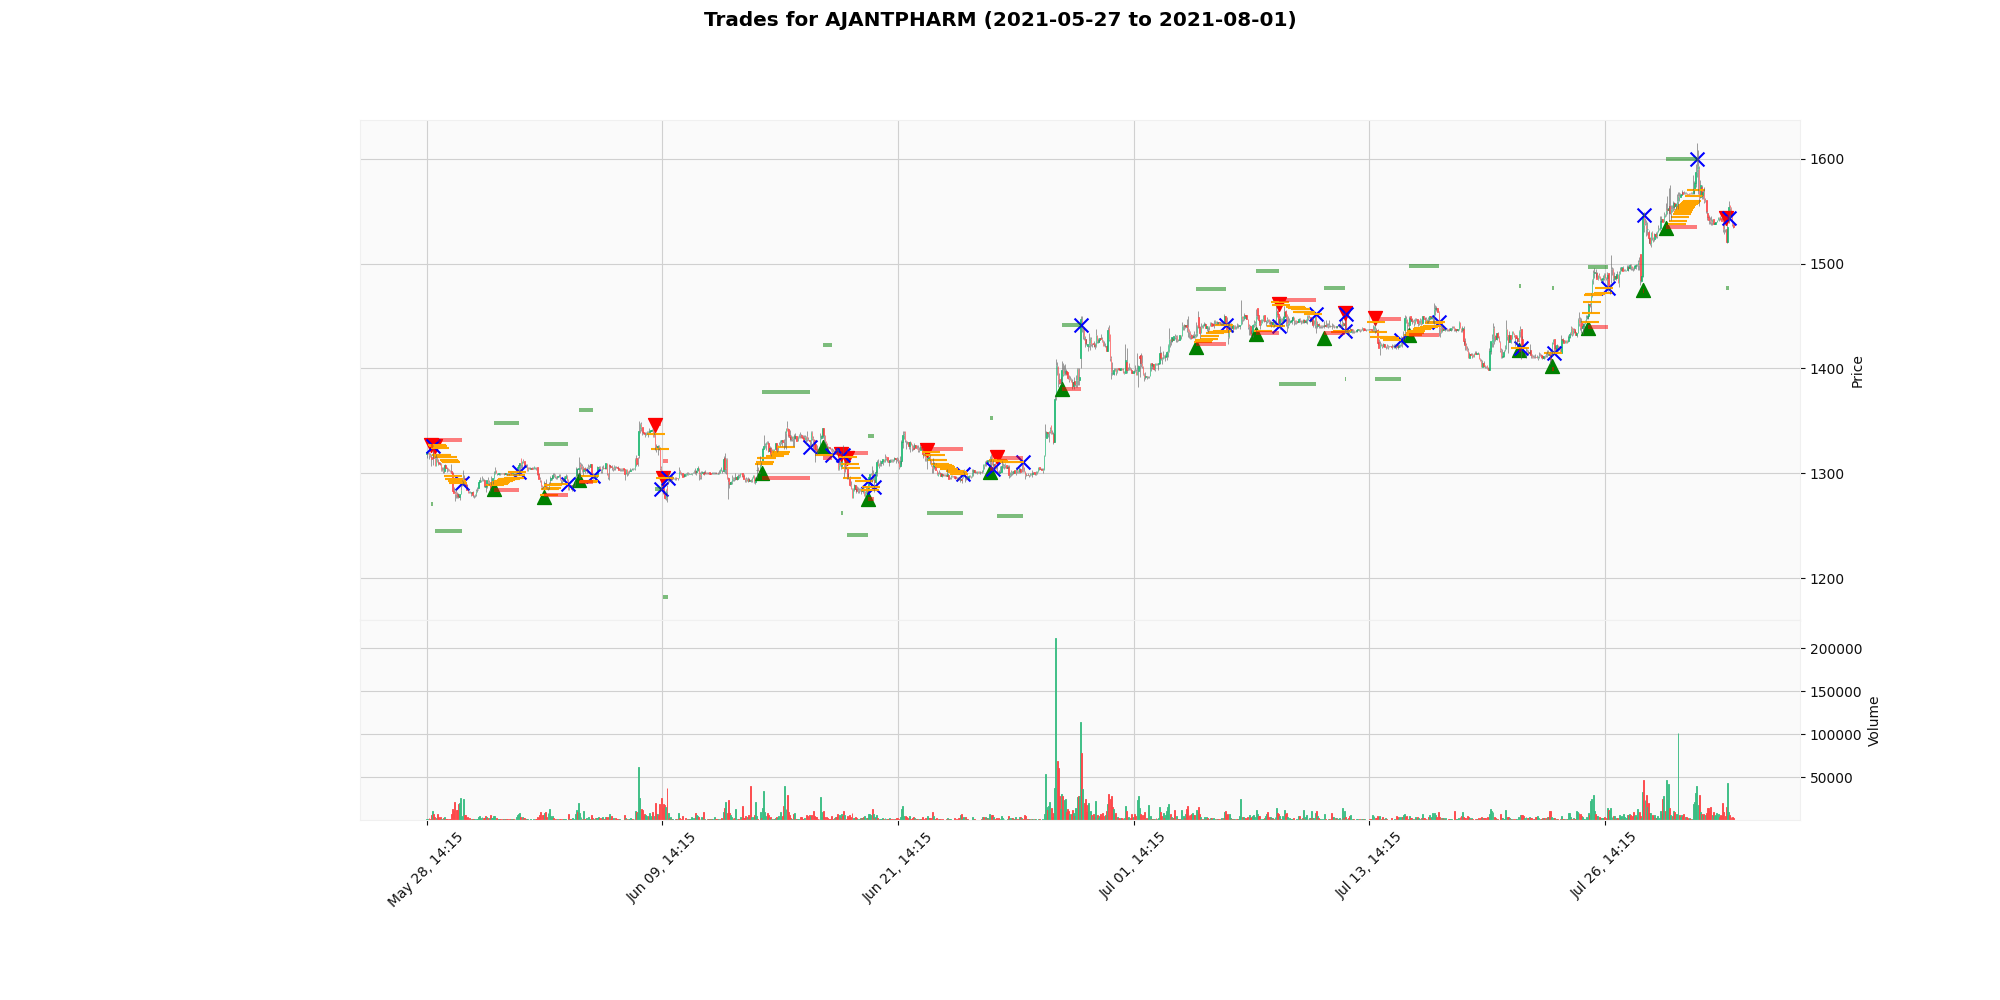 Trades for AJANTPHARM (2021-05-27 to 2021-08-01)
1600
1500
1400
1300
1200
Price
200000
150000
100000
50000
Volume
May 28, 14:15
Jun 09, 14:15
Jun 21, 14:15
Jul 01, 14:15
Jul 13, 14:15
Jul 26, 14:15